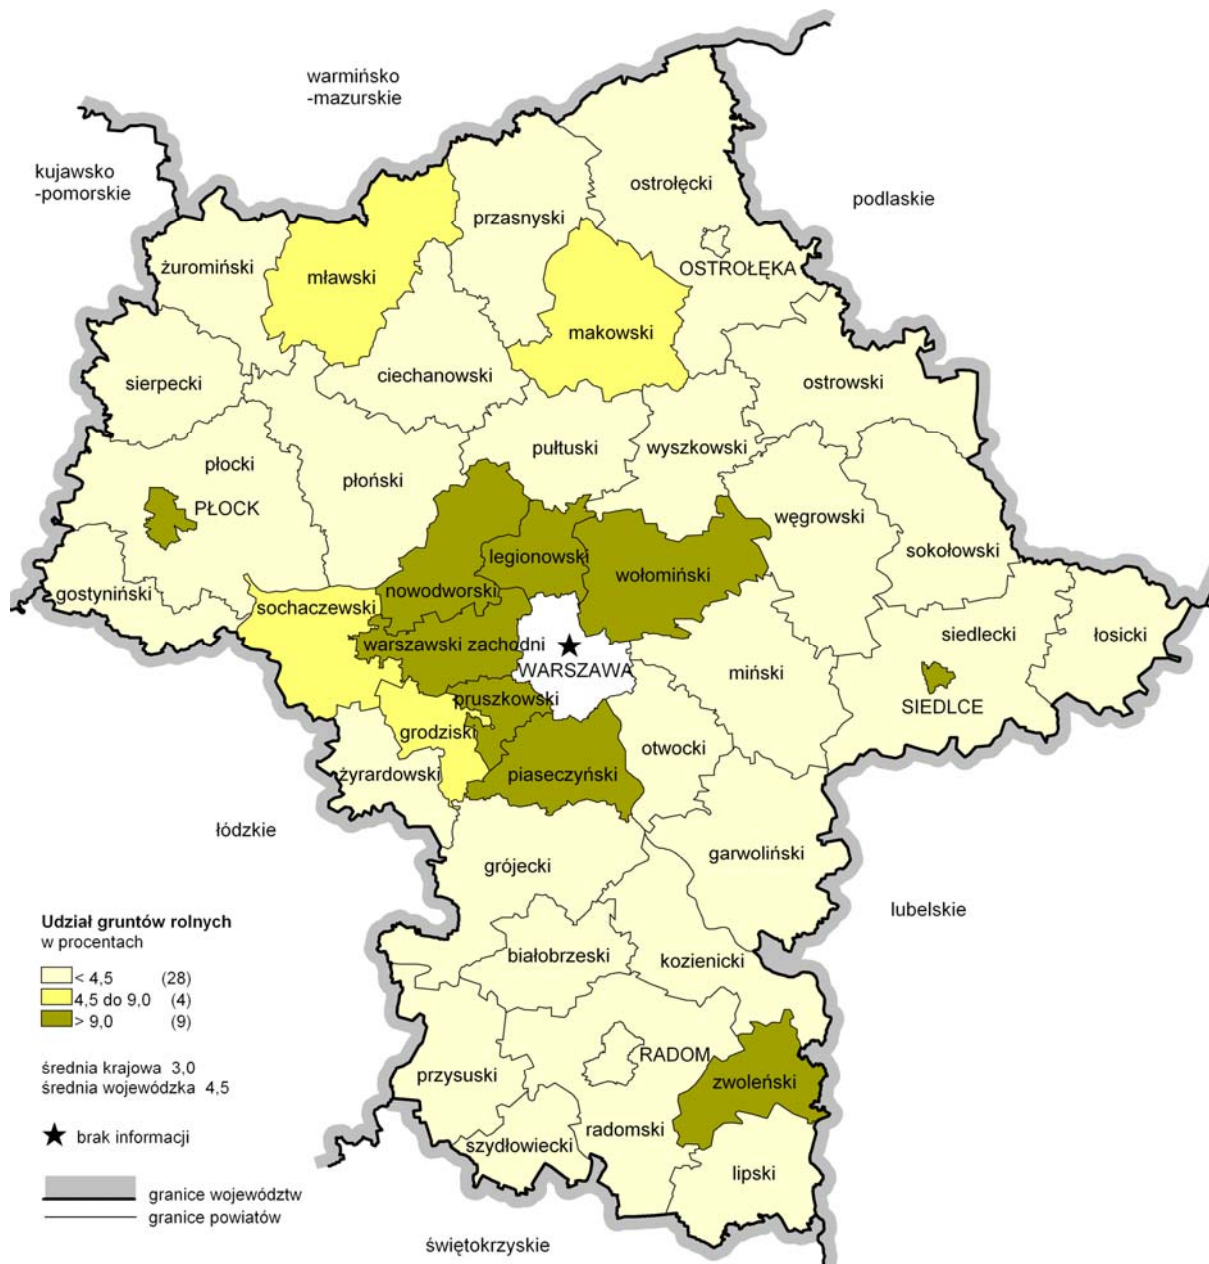 warmińsko
-mazurskie
kujawsko
-pomorskie
podlaskie
ostrołęcki
przasnyski
żuromiński
mławski
OSTROŁĘKA
makowski
sierpecki
ciechanowski
ostrowski
płocki
płoński
pułtuski
wyszkowski
PŁOCK
węgrowski
sokołowski
legionowski
wołomiński
gostyniński
nowodworski
sochaczewski
warszawski zachodni
siedlecki
łosicki
WARSZAWA
miński
pruszkowski
SIEDLCE
grodziski
otwocki
żyrardowski
piaseczyński
łódzkie
grójecki
garwoliński
lubelskie
białobrzeski
kozienicki
RADOM
przysuski
zwoleński
szydłowiecki
radomski
lipski
świętokrzyskie
Udział gruntów rolnych
w procentach
< 4,5 (28)
4,5 do 9,0 (4)
> 9,0 (9)
średnia krajowa 3,0
średnia wojewódzka 4,5
brak informacji
granice województw
granice powiatów